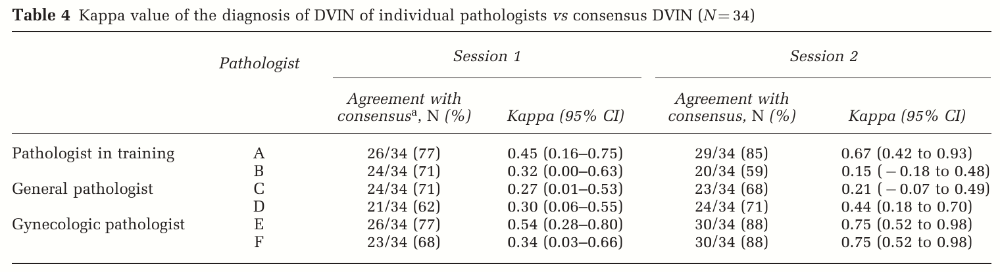 Table 4 Kappa value of the diagnosis of DVIN of individual pathologists vs consensus DVIN (N=34)
Pathologist Session 1 Session 2
Agreement with consensusᵃ, N (%) Kappa (95% CI) Agreement with consensus, N (%) Kappa (95% CI)
Pathologist in training A 26/34 (77) 0.45 (0.16–0.75) 29/34 (85) 0.67 (0.42 to 0.93)
B 24/34 (71) 0.32 (0.00–0.63) 20/34 (59) 0.15 (−0.18 to 0.48)
General pathologist C 24/34 (71) 0.27 (0.01–0.53) 23/34 (68) 0.21 (−0.07 to 0.49)
D 21/34 (62) 0.30 (0.06–0.55) 24/34 (71) 0.44 (0.18 to 0.70)
Gynecologic pathologist E 26/34 (77) 0.54 (0.28–0.80) 30/34 (88) 0.75 (0.52 to 0.98)
F 23/34 (68) 0.34 (0.03–0.66) 30/34 (88) 0.75 (0.52 to 0.98)